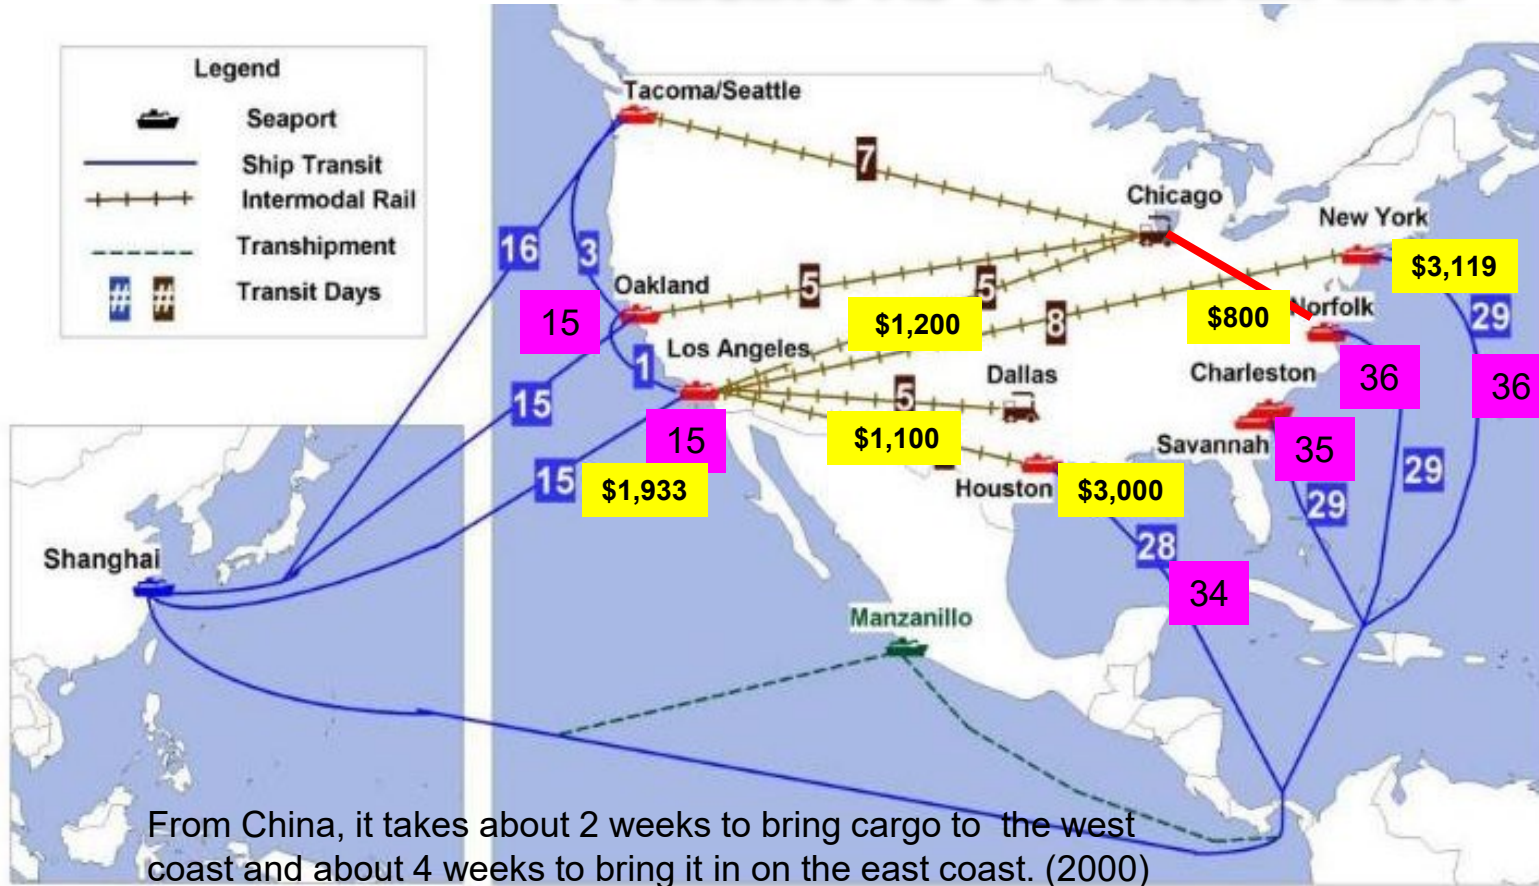 Legend
Seaport
Ship Transit
Intermodal Rail
Transhipment
# # Transit Days
Tacoma/Seattle
7
Chicago
New York
16
3
$3,119
Oakland
5
5
Norfolk
15
$1,200
8
$800
29
1
Los Angeles
Dallas
Charleston
36
36
15
5
15
$1,100
Savannah
35
29
15
$1,933
Houston
$3,000
29
28
Shanghai
34
Manzanillo
From China, it takes about 2 weeks to bring cargo to the west
coast and about 4 weeks to bring it in on the east coast. (2000)